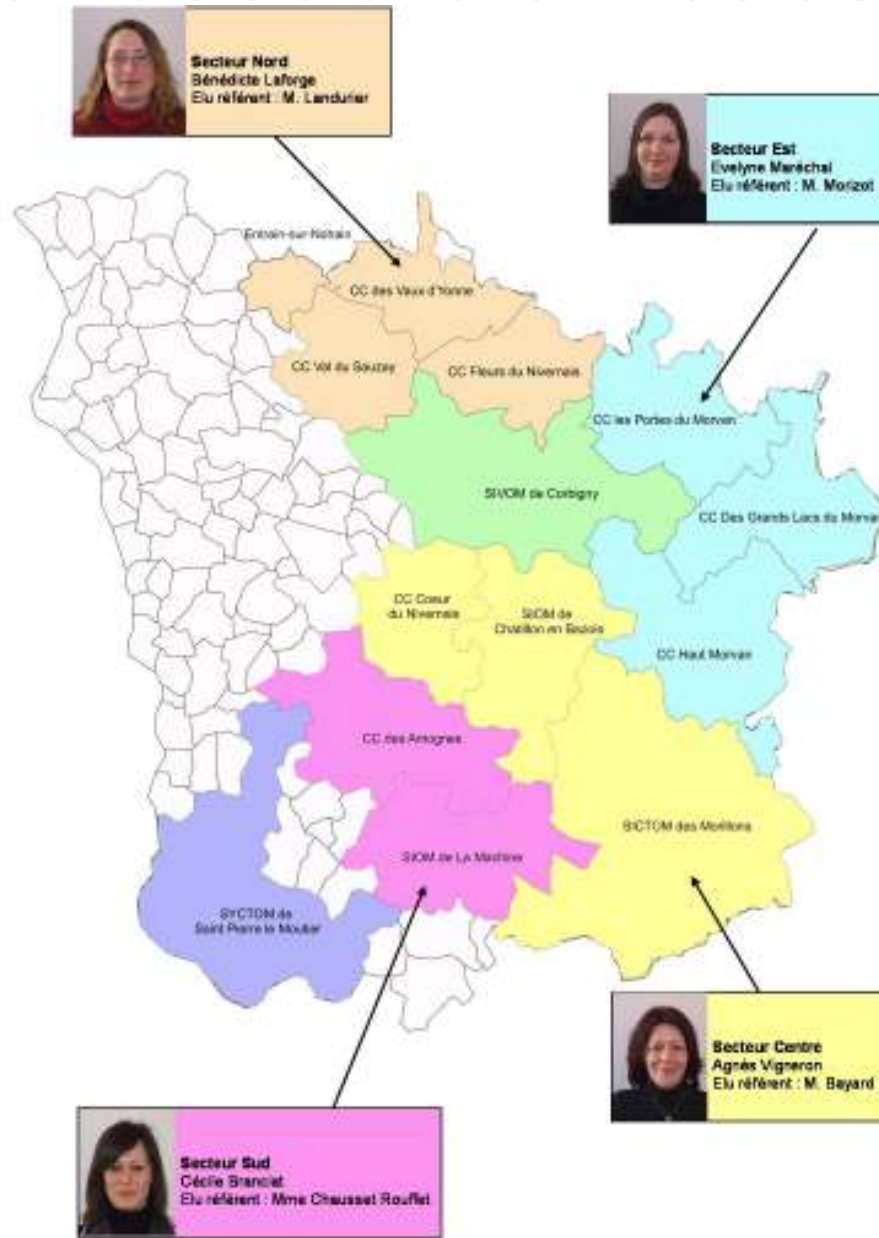 Secteur Nord
Bénédicte Laforge
Elu référent : M. Landurier
Secteur Est
Evelyne Maréchal
Elu référent : M. Morizot
Entrain-sur-Nohain
CC des Vaux d'Yonne
CC Val du Sauzay
CC Fleurs du Nivernais
CC les Portes du Morvan
SIVOM de Corbigny
CC Des Grands Lacs du Morvan
CC Coeur
du Nivernais
SIOM de
Chatillon en Bazois
CC Haut Morvan
CC des Amognes
SICTOM des Morillons
SIOM de La Machine
SYCTOM de
Saint Pierre le Moutier
Secteur Centre
Agnès Vigneron
Elu référent : M. Bayard
Secteur Sud
Cécile Branciat
Elu référent : Mme Chausset Rouffet